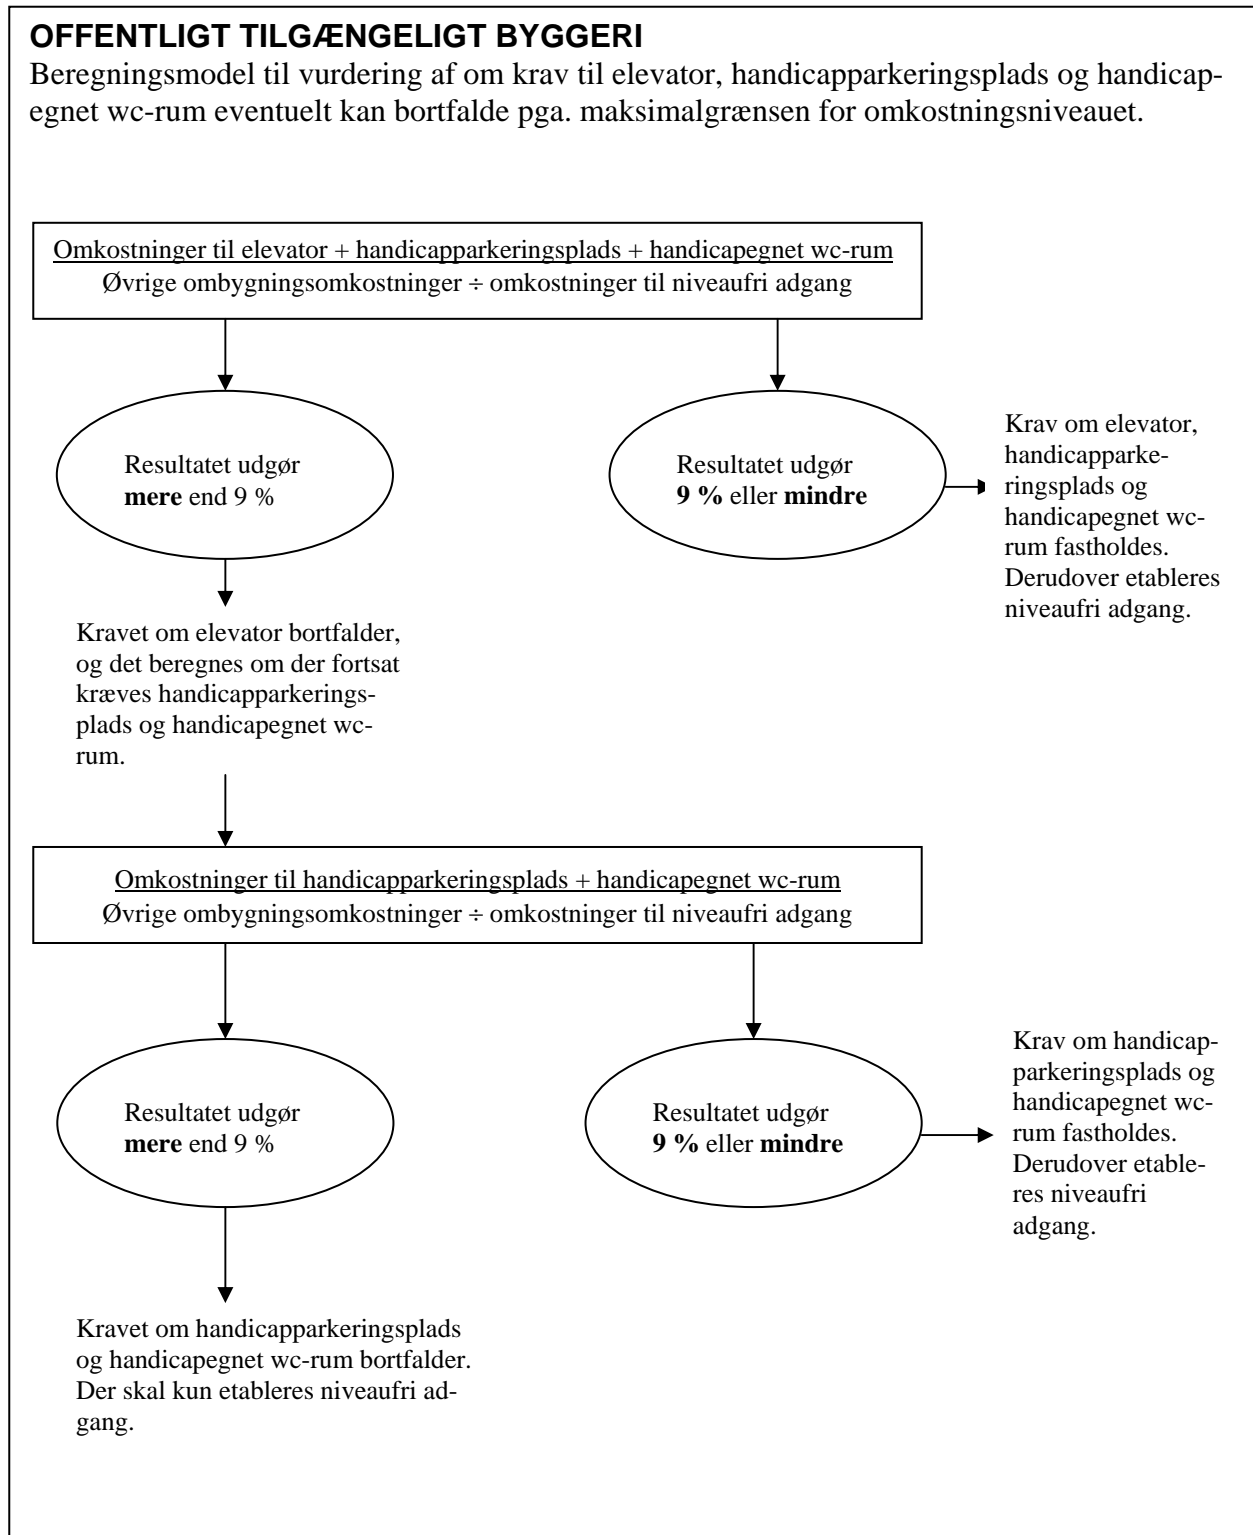 OFFENTLIGT TILGÆNGELIGT BYGGERI
Beregningsmodel til vurdering af om krav til elevator, handicapparkeringsplads og handicap-
egnet wc-rum eventuelt kan bortfalde pga. maksimalgrænsen for omkostningsniveauet.
Omkostninger til elevator + handicapparkeringsplads + handicapegnet wc-rum
Øvrige ombygningsomkostninger ÷ omkostninger til niveaufri adgang
Resultatet udgør
mere end 9 %
Resultatet udgør
9 % eller mindre
Krav om elevator,
handicapparke-
ringsplads og
handicapegnet wc-
rum fastholdes.
Derudover etableres
niveaufri adgang.
Kravet om elevator bortfalder,
og det beregnes om der fortsat
kræves handicapparkerings-
plads og handicapegnet wc-
rum.
Omkostninger til handicapparkeringsplads + handicapegnet wc-rum
Øvrige ombygningsomkostninger ÷ omkostninger til niveaufri adgang
Resultatet udgør
mere end 9 %
Resultatet udgør
9 % eller mindre
Krav om handicap-
parkeringsplads og
handicapegnet wc-
rum fastholdes.
Derudover etable-
res niveaufri
adgang.
Kravet om handicapparkeringsplads
og handicapegnet wc-rum bortfalder.
Der skal kun etableres niveaufri ad-
gang.